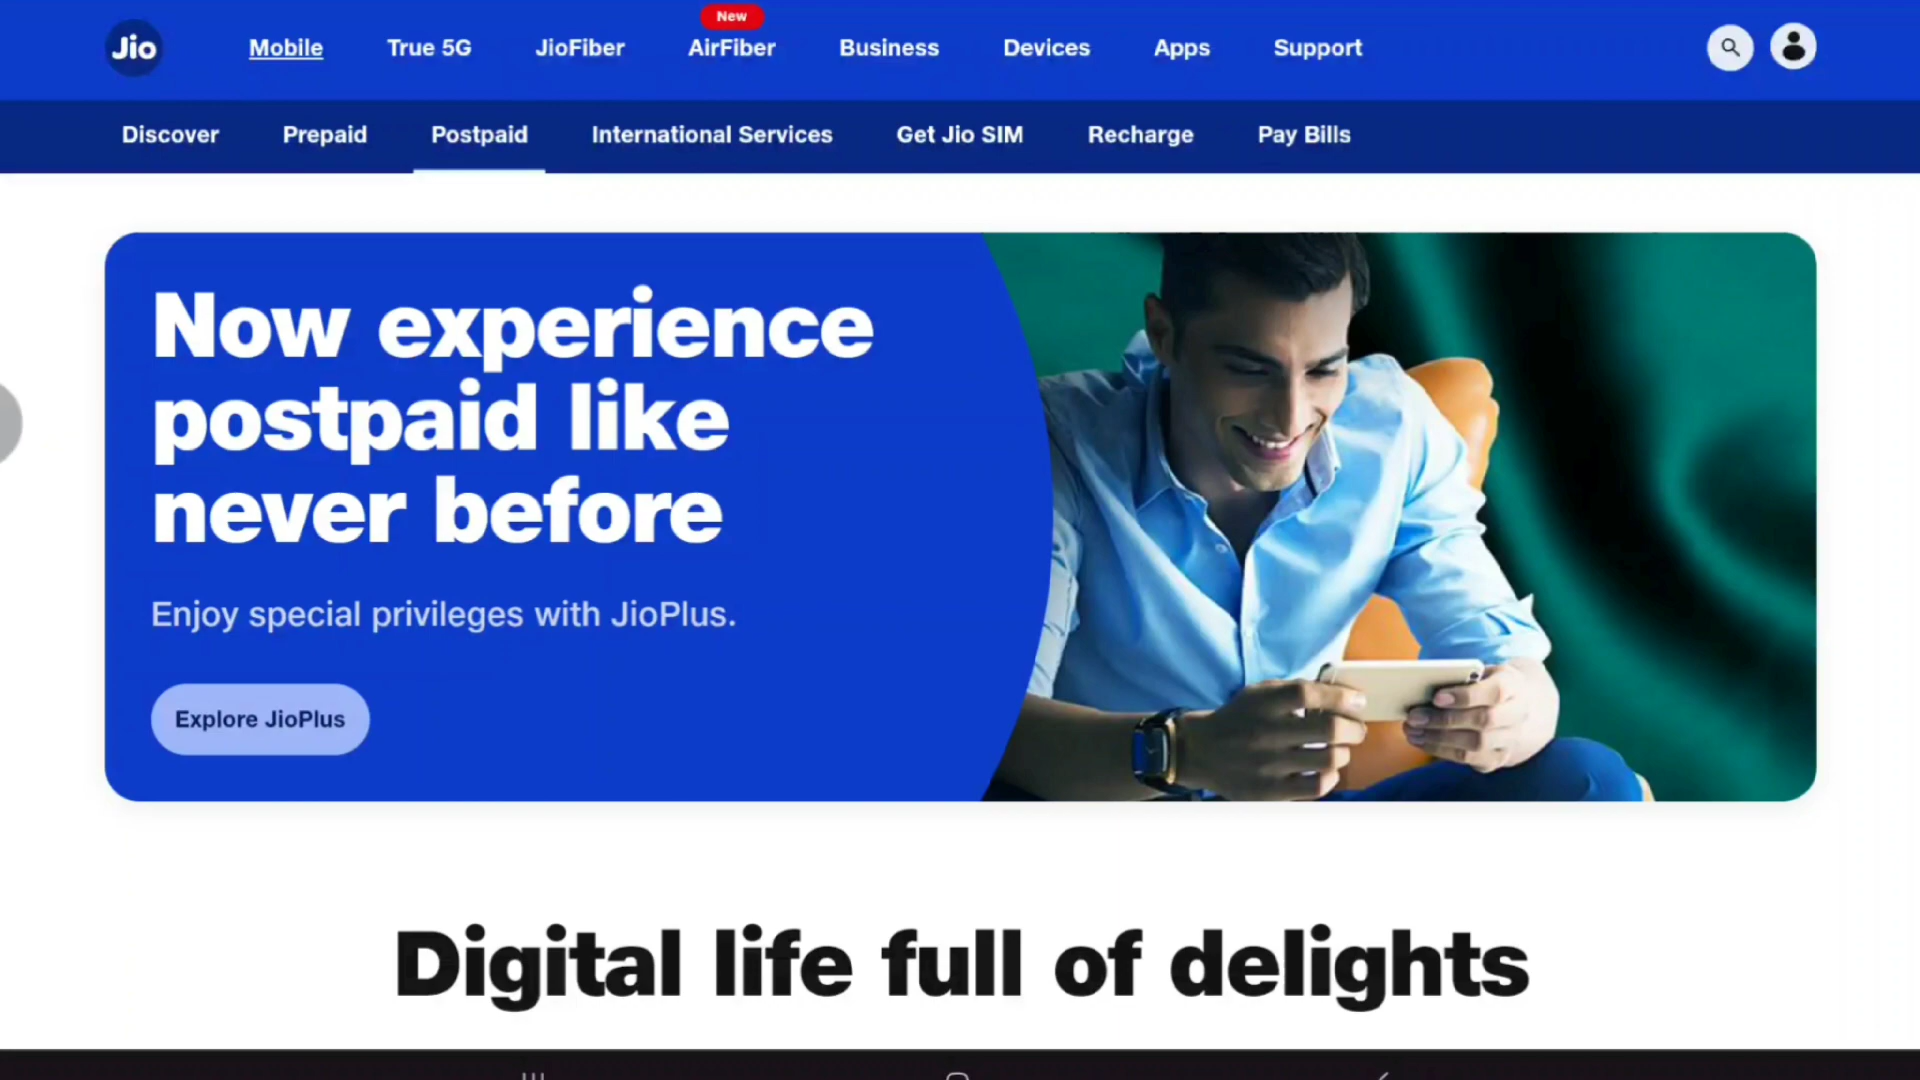 Jio
Mobile
True 5G
JioFiber
New
AirFiber
Business
Devices
Apps
Support
Discover
Prepaid
Postpaid
International Services
Get Jio SIM
Recharge
Pay Bills
Now experience
postpaid like
never before
Enjoy special privileges with JioPlus.
Explore JioPlus
Digital life full of delights